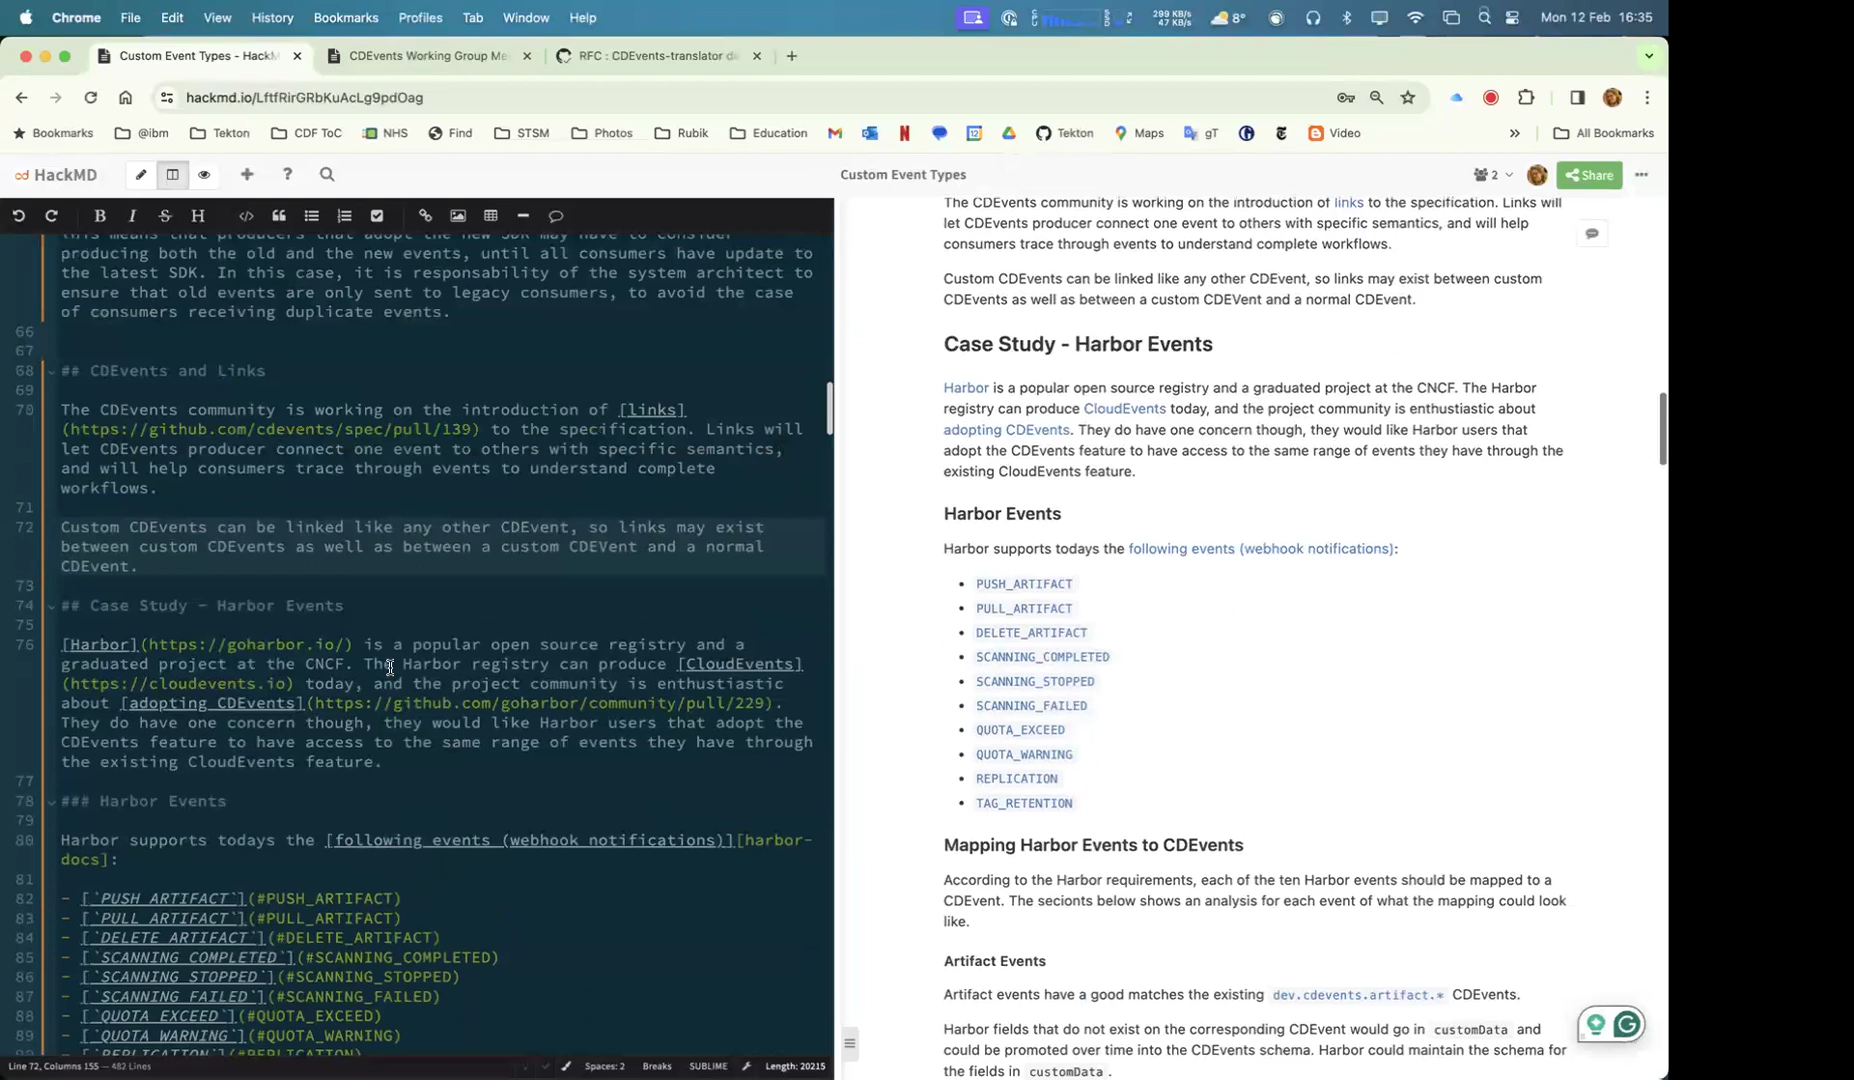 Chrome File Edit View History Bookmarks Profiles Tab Window Help 299 KB/s 47 KB/s 8° Mon 12 Feb 16:35
Custom Event Types - HackM CDEvents Working Group Me RFC : CDEvents-translator de
hackmd.io/LftfRirGRbKuAcLg9pdOag
Bookmarks @ibm Tekton CDF ToC NHS Find STSM Photos Rubik Education Tekton Maps gT Video » All Bookmarks
HackMD Custom Event Types 2 Share
producing both the old and the new events, until all consumers have update to
the latest SDK. In this case, it is responsability of the system architect to
ensure that old events are only sent to legacy consumers, to avoid the case
of consumers receiving duplicate events.
66
67
68 ## CDEvents and Links
69
70 The CDEvents community is working on the introduction of [links]
(https://github.com/cdevents/spec/pull/139) to the specification. Links will
let CDEvents producer connect one event to others with specific semantics,
and will help consumers trace through events to understand complete
workflows.
71
72 Custom CDEvents can be linked like any other CDEvent, so links may exist
between custom CDEvents as well as between a custom CDEVent and a normal
CDEvent.
73
74 ## Case Study - Harbor Events
75
76 [Harbor](https://goharbor.io/) is a popular open source registry and a
graduated project at the CNCF. The Harbor registry can produce [CloudEvents]
(https://cloudevents.io) today, and the project community is enthustiastic
about [adopting CDEvents](https://github.com/goharbor/community/pull/229).
They do have one concern though, they would like Harbor users that adopt the
CDEvents feature to have access to the same range of events they have through
the existing CloudEvents feature.
77
78 ### Harbor Events
79
80 Harbor supports todays the [following events (webhook notifications)][harbor-
docs]:
81
82 - [`PUSH_ARTIFACT`](#PUSH_ARTIFACT)
83 - [`PULL_ARTIFACT`](#PULL_ARTIFACT)
84 - [`DELETE_ARTIFACT`](#DELETE_ARTIFACT)
85 - [`SCANNING_COMPLETED`](#SCANNING_COMPLETED)
86 - [`SCANNING_STOPPED`](#SCANNING_STOPPED)
87 - [`SCANNING_FAILED`](#SCANNING_FAILED)
88 - [`QUOTA_EXCEED`](#QUOTA_EXCEED)
89 - [`QUOTA_WARNING`](#QUOTA_WARNING)
Line 72, Columns 155 — 482 Lines Spaces: 2 Breaks SUBLIME Length: 20215
The CDEvents community is working on the introduction of links to the specification. Links will
let CDEvents producer connect one event to others with specific semantics, and will help
consumers trace through events to understand complete workflows.
Custom CDEvents can be linked like any other CDEvent, so links may exist between custom
CDEvents as well as between a custom CDEVent and a normal CDEvent.
Case Study - Harbor Events
Harbor is a popular open source registry and a graduated project at the CNCF. The Harbor
registry can produce CloudEvents today, and the project community is enthustiastic about
adopting CDEvents. They do have one concern though, they would like Harbor users that
adopt the CDEvents feature to have access to the same range of events they have through the
existing CloudEvents feature.
Harbor Events
Harbor supports todays the following events (webhook notifications):
• PUSH_ARTIFACT
• PULL_ARTIFACT
• DELETE_ARTIFACT
• SCANNING_COMPLETED
• SCANNING_STOPPED
• SCANNING_FAILED
• QUOTA_EXCEED
• QUOTA_WARNING
• REPLICATION
• TAG_RETENTION
Mapping Harbor Events to CDEvents
According to the Harbor requirements, each of the ten Harbor events should be mapped to a
CDEvent. The secionts below shows an analysis for each event of what the mapping could look
like.
Artifact Events
Artifact events have a good matches the existing dev.cdevents.artifact.* CDEvents.
Harbor fields that do not exist on the corresponding CDEvent would go in customData and
could be promoted over time into the CDEvents schema. Harbor could maintain the schema for
the fields in customData.